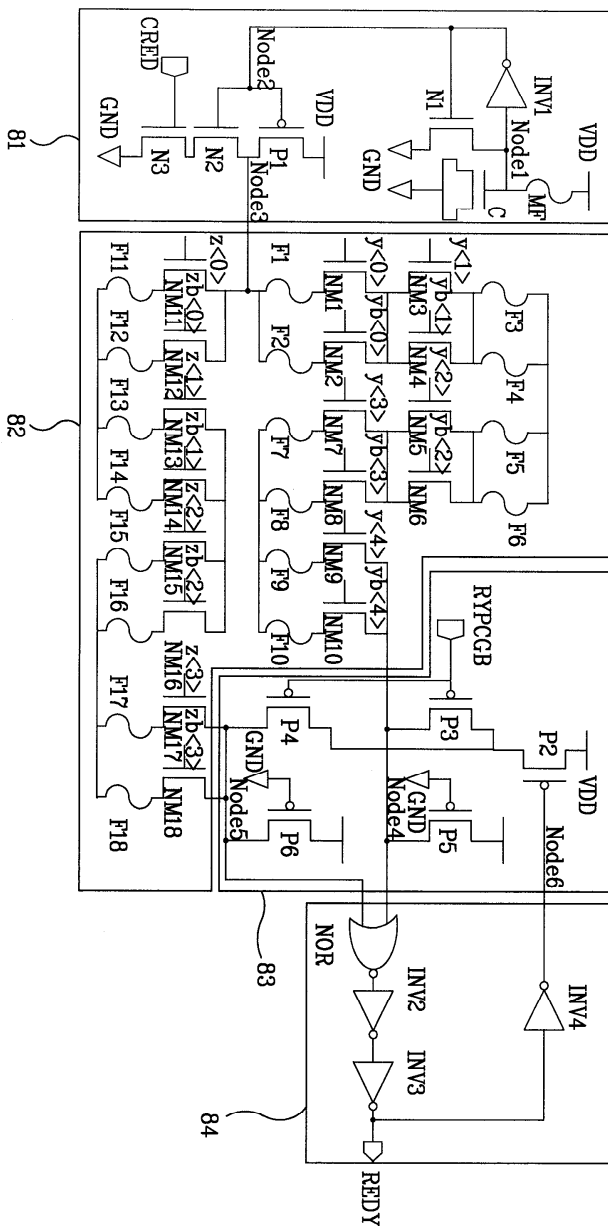 VDD
MF
Node1
C
INV1
N1
GND
VDD
Node2
P1
Node3
N2
CRED
N3
GND
81
F3
F4
F5
F6
y<1>
yb<1>
y<2>
yb<2>
NM3
NM4
NM5
NM6
y<0>
yb<0>
y<3>
yb<3>
y<4>
yb<4>
NM1
NM2
NM7
NM8
NM9
NM10
F1
F2
F7
F8
F9
F10
z<0>
zb<0>
z<1>
zb<1>
z<2>
zb<2>
z<3>
zb<3>
NM11
NM12
NM13
NM14
NM15
NM16
NM17
NM18
F11
F12
F13
F14
F15
F16
F17
F18
82
RYPCGB
P2
VDD
P3
P4
Node6
GND
Node4
P5
GND
Node5
P6
83
INV4
NOR
INV2
INV3
REDY
84